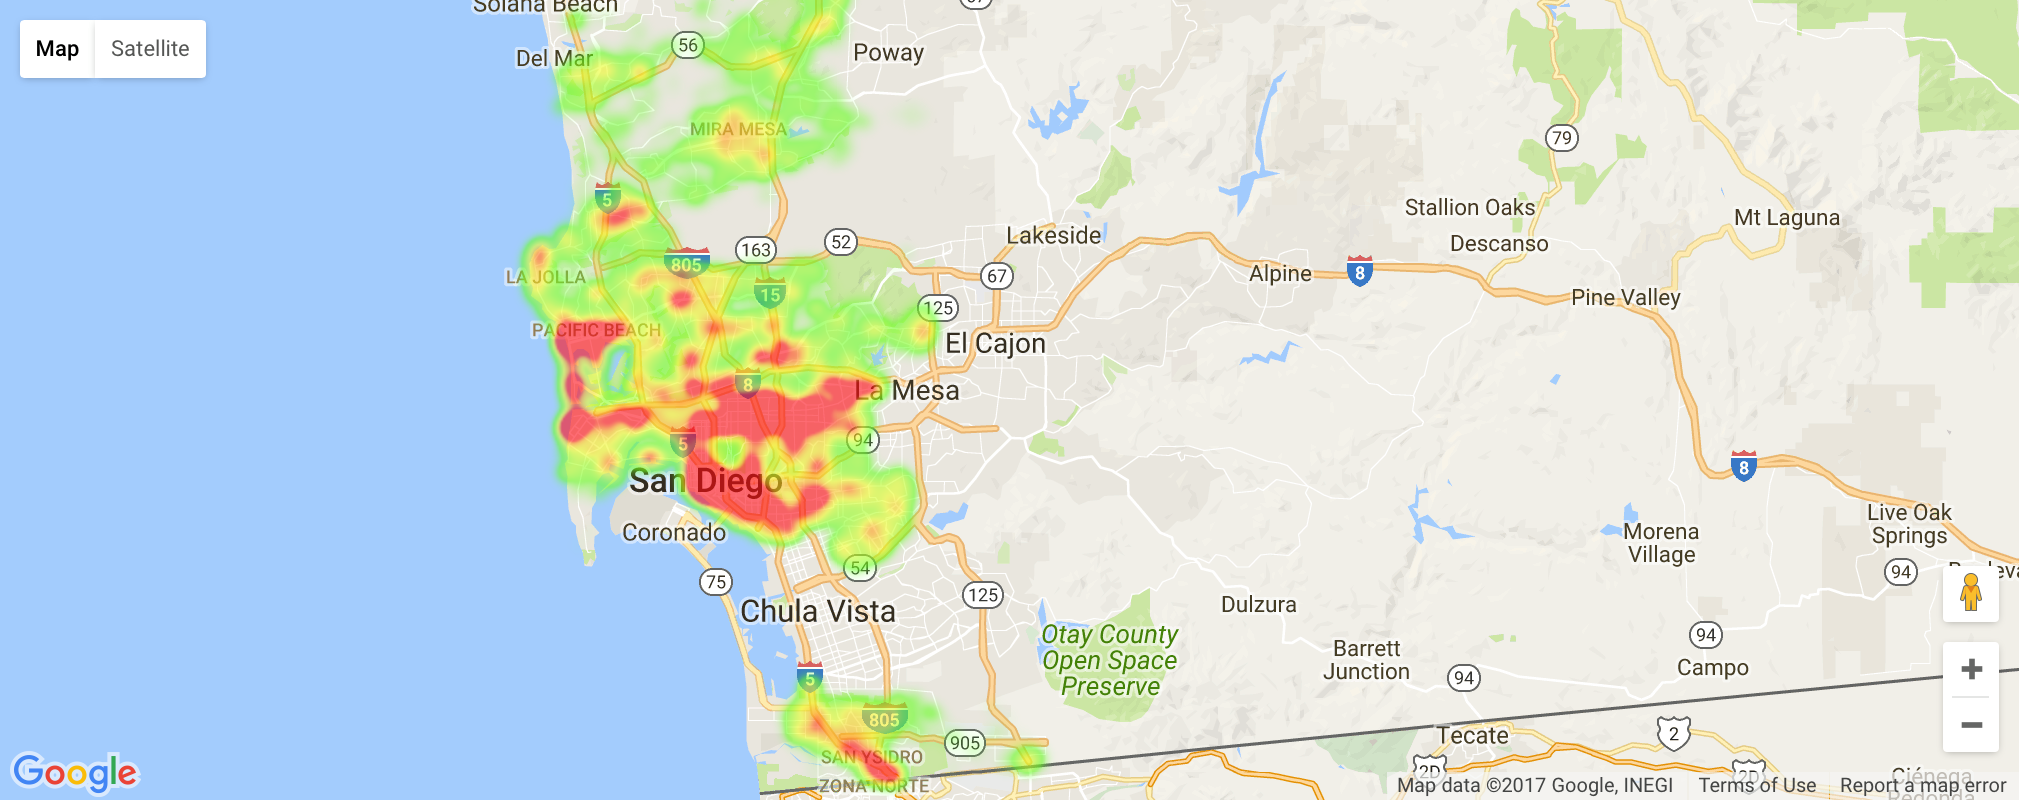 Solana Beach
67
Map
Satellite
56
Del Mar
Poway
MIRA MESA
79
5
Stallion Oaks
Mt Laguna
Lakeside
163
52
Descanso
805
LA JOLLA
67
Alpine
8
15
Pine Valley
125
PACIFIC BEACH
El Cajon
8
La Mesa
5
94
8
San Diego
Coronado
Live Oak
Springs
Morena
Village
54
75
94
125
Dulzura
Chula Vista
Otay County
Open Space
Preserve
94
Barrett
Junction
Campo
5
94
805
Tecate
2
905
SAN YSIDRO
ZONA NORTE
2D
2D
Ciénega
Redonda
Google
Map data ©2017 Google, INEGI
Terms of Use
Report a map error